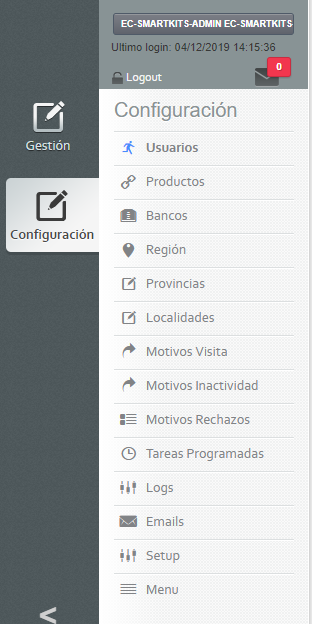 EC-SMARTKITS-ADMIN EC-SMARTKITS
Ultimo login: 04/12/2019 14:15:36
Logout
0
Gestión
Configuración
Configuración
Usuarios
Productos
Bancos
Región
Provincias
Localidades
Motivos Visita
Motivos Inactividad
Motivos Rechazos
Tareas Programadas
Logs
Emails
Setup
Menu
<